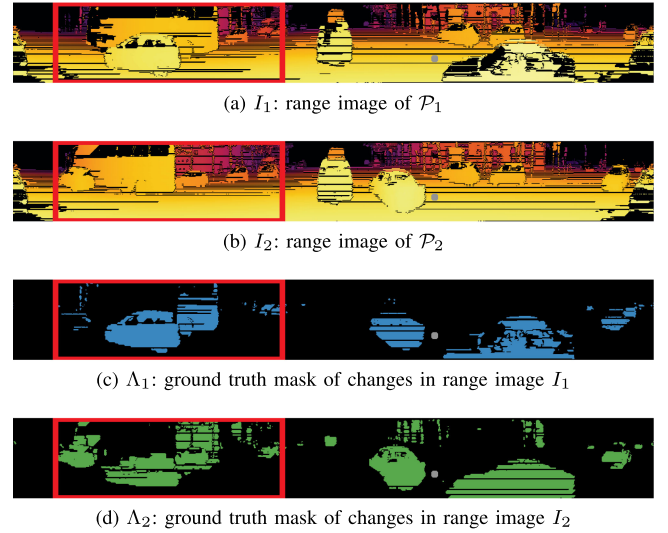 (a) I₁: range image of 𝒫₁
(b) I₂: range image of 𝒫₂
(c) Λ₁: ground truth mask of changes in range image I₁
(d) Λ₂: ground truth mask of changes in range image I₂